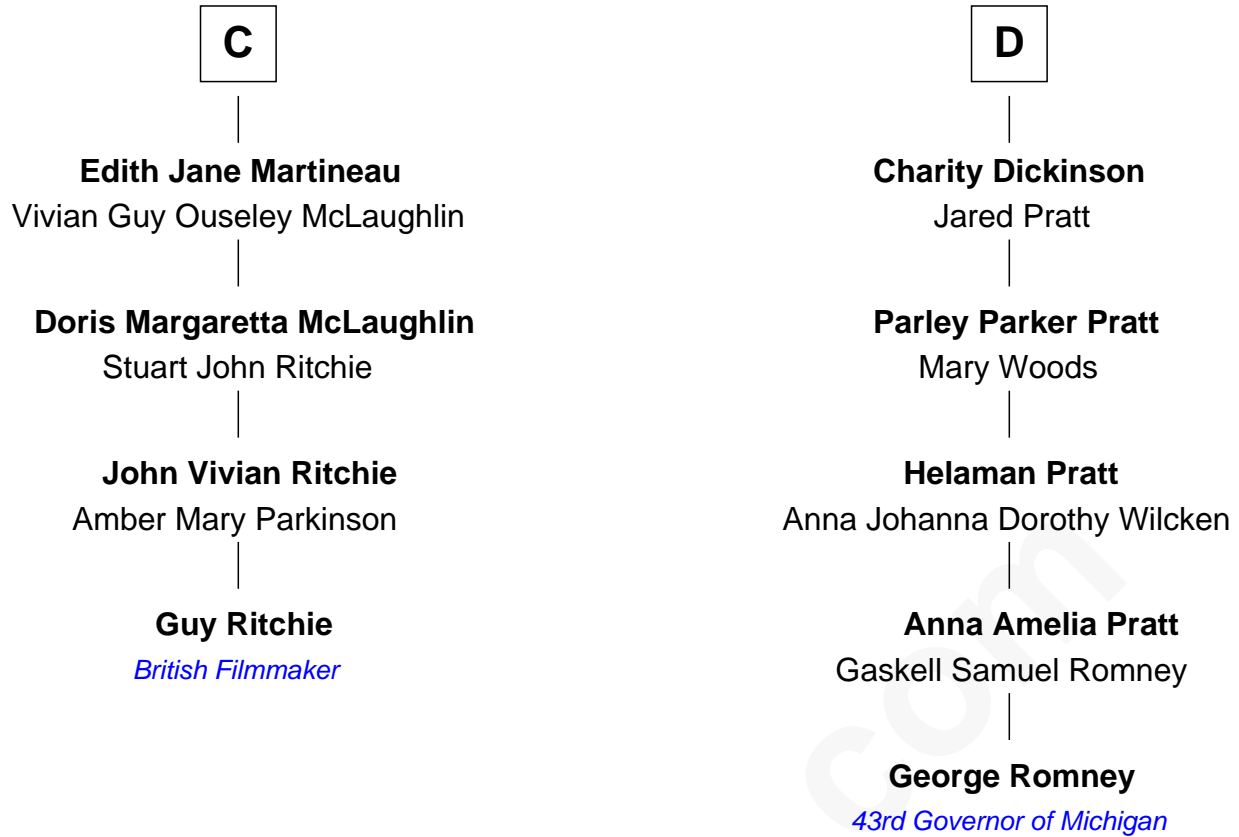 C
Edith Jane Martineau
Vivian Guy Ouseley McLaughlin
Doris Margaretta McLaughlin
Stuart John Ritchie
John Vivian Ritchie
Amber Mary Parkinson
Guy Ritchie
British Filmmaker
D
Charity Dickinson
Jared Pratt
Parley Parker Pratt
Mary Woods
Helaman Pratt
Anna Johanna Dorothy Wilcken
Anna Amelia Pratt
Gaskell Samuel Romney
George Romney
43rd Governor of Michigan
com